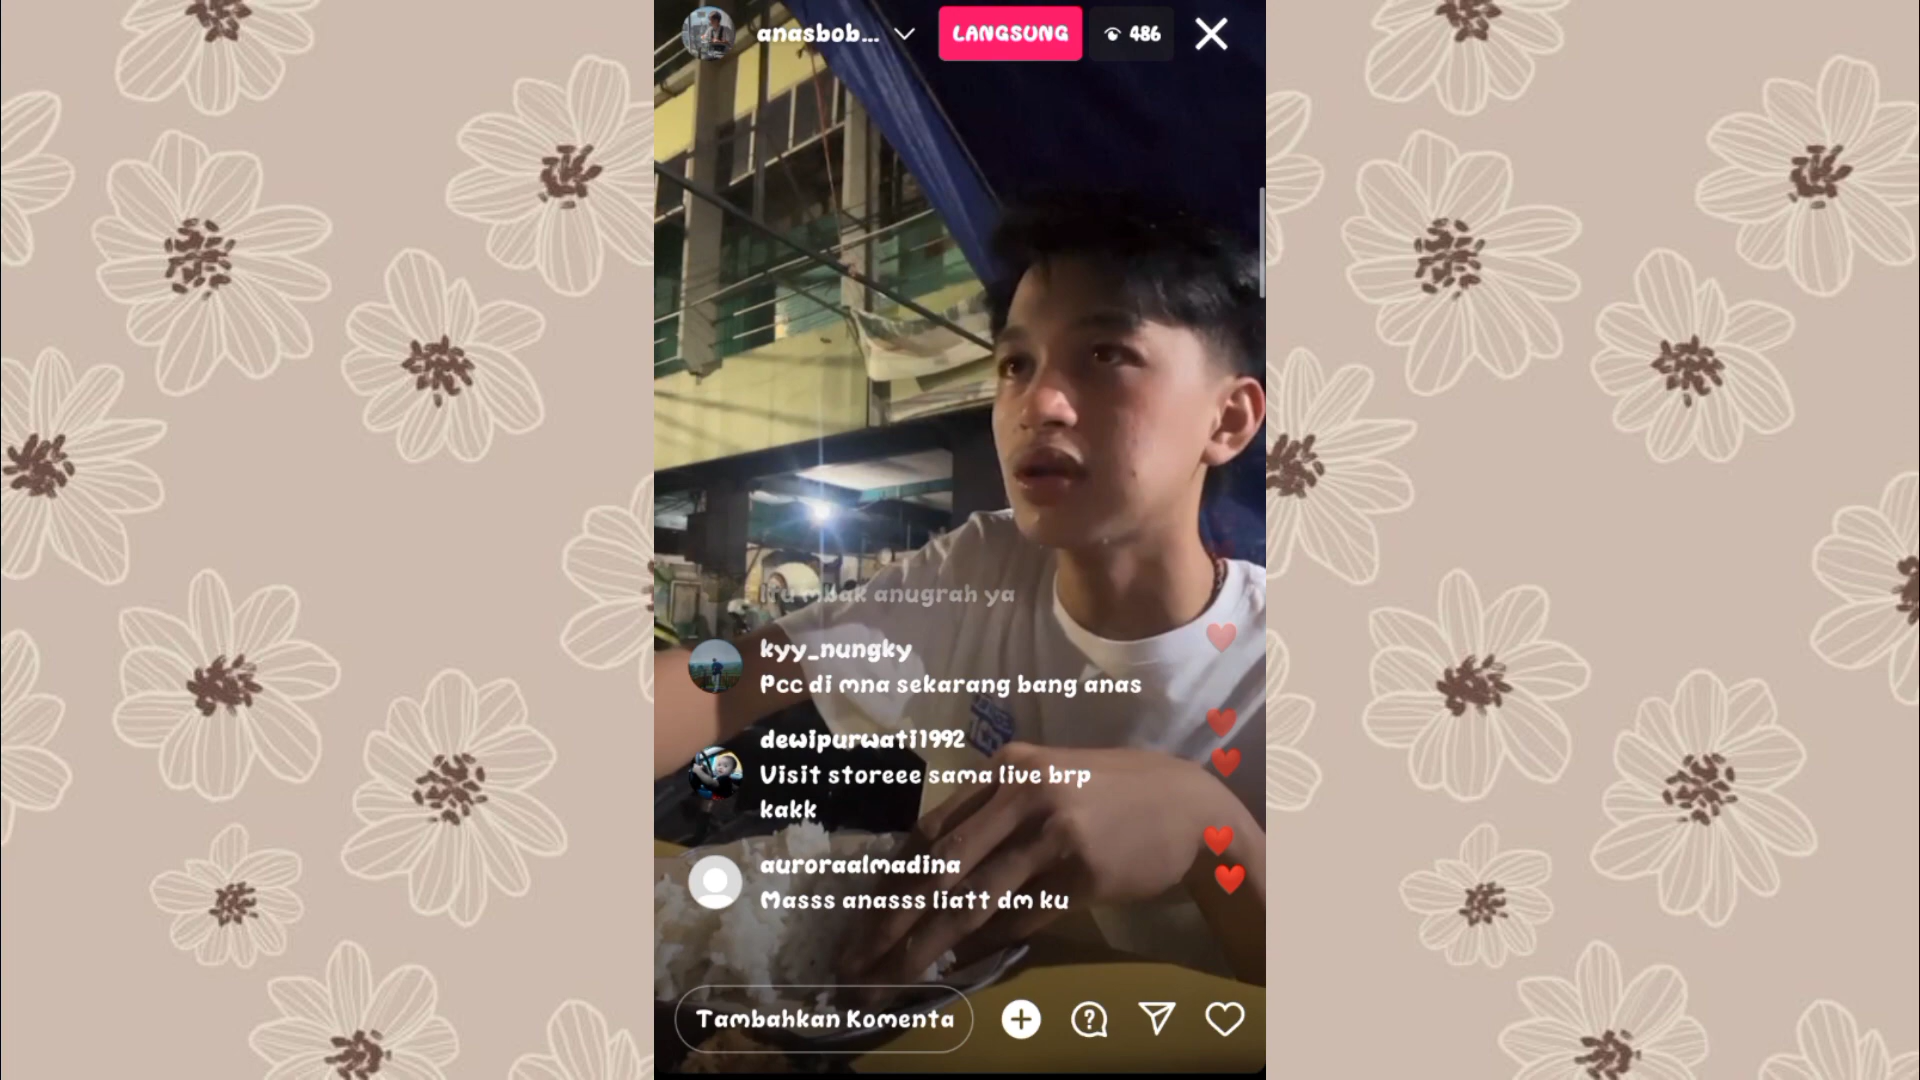 anasbob...
LANGSUNG
486
mbak anugrah ya
kyy_nungky
Pcc di mna sekarang bang anas
dewipurwati1992
Visit storeee sama live brp
kakk
auroraalmadina
Masss anasss liatt dm ku
Tambahkan Komenta